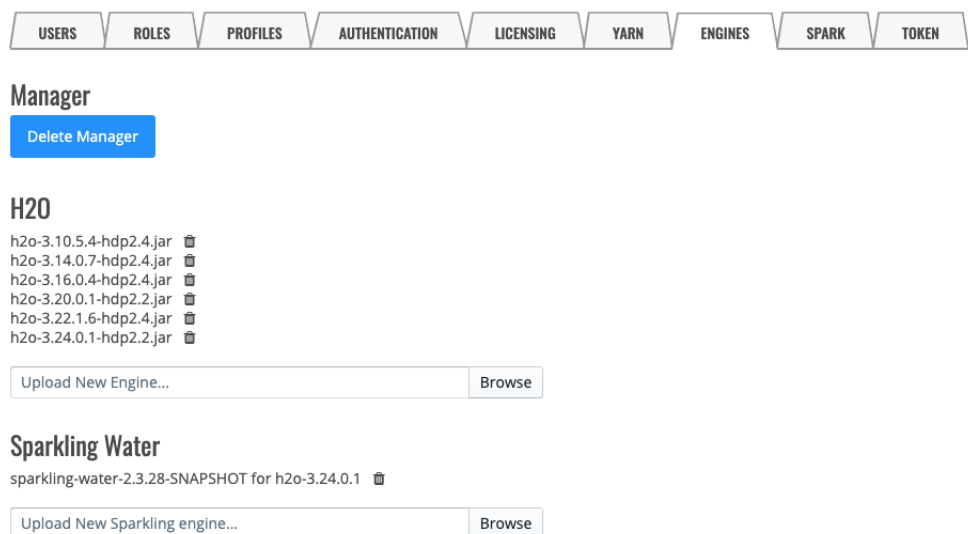 USERS ROLES PROFILES AUTHENTICATION LICENSING YARN ENGINES SPARK TOKEN
Manager
Delete Manager
H2O
h2o-3.10.5.4-hdp2.4.jar
h2o-3.14.0.7-hdp2.4.jar
h2o-3.16.0.4-hdp2.4.jar
h2o-3.20.0.1-hdp2.2.jar
h2o-3.22.1.6-hdp2.4.jar
h2o-3.24.0.1-hdp2.2.jar
Upload New Engine... Browse
Sparkling Water
sparkling-water-2.3.28-SNAPSHOT for h2o-3.24.0.1
Upload New Sparkling engine... Browse